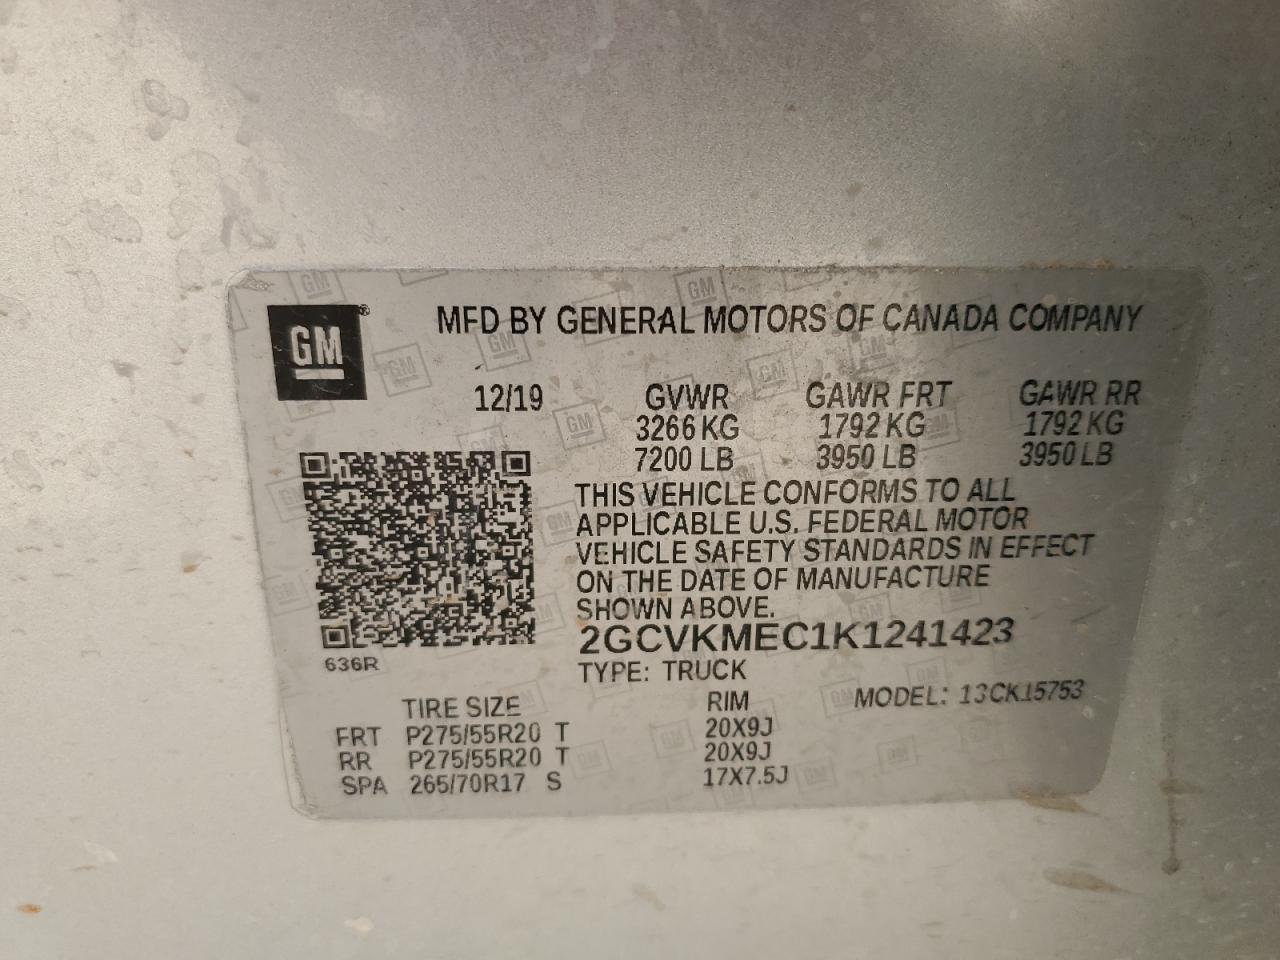 GM®
MFD BY GENERAL MOTORS OF CANADA COMPANY
12/19 GVWR GAWR FRT GAWR RR
3266 KG 1792 KG 1792 KG
7200 LB 3950 LB 3950 LB
THIS VEHICLE CONFORMS TO ALL
APPLICABLE U.S. FEDERAL MOTOR
VEHICLE SAFETY STANDARDS IN EFFECT
ON THE DATE OF MANUFACTURE
SHOWN ABOVE.
2GCVKMEC1K1241423
636R
TYPE: TRUCK
MODEL: 13CK15753
TIRE SIZE RIM
FRT P275/55R20 T 20X9J
RR P275/55R20 T 20X9J
SPA 265/70R17 S 17X7.5J